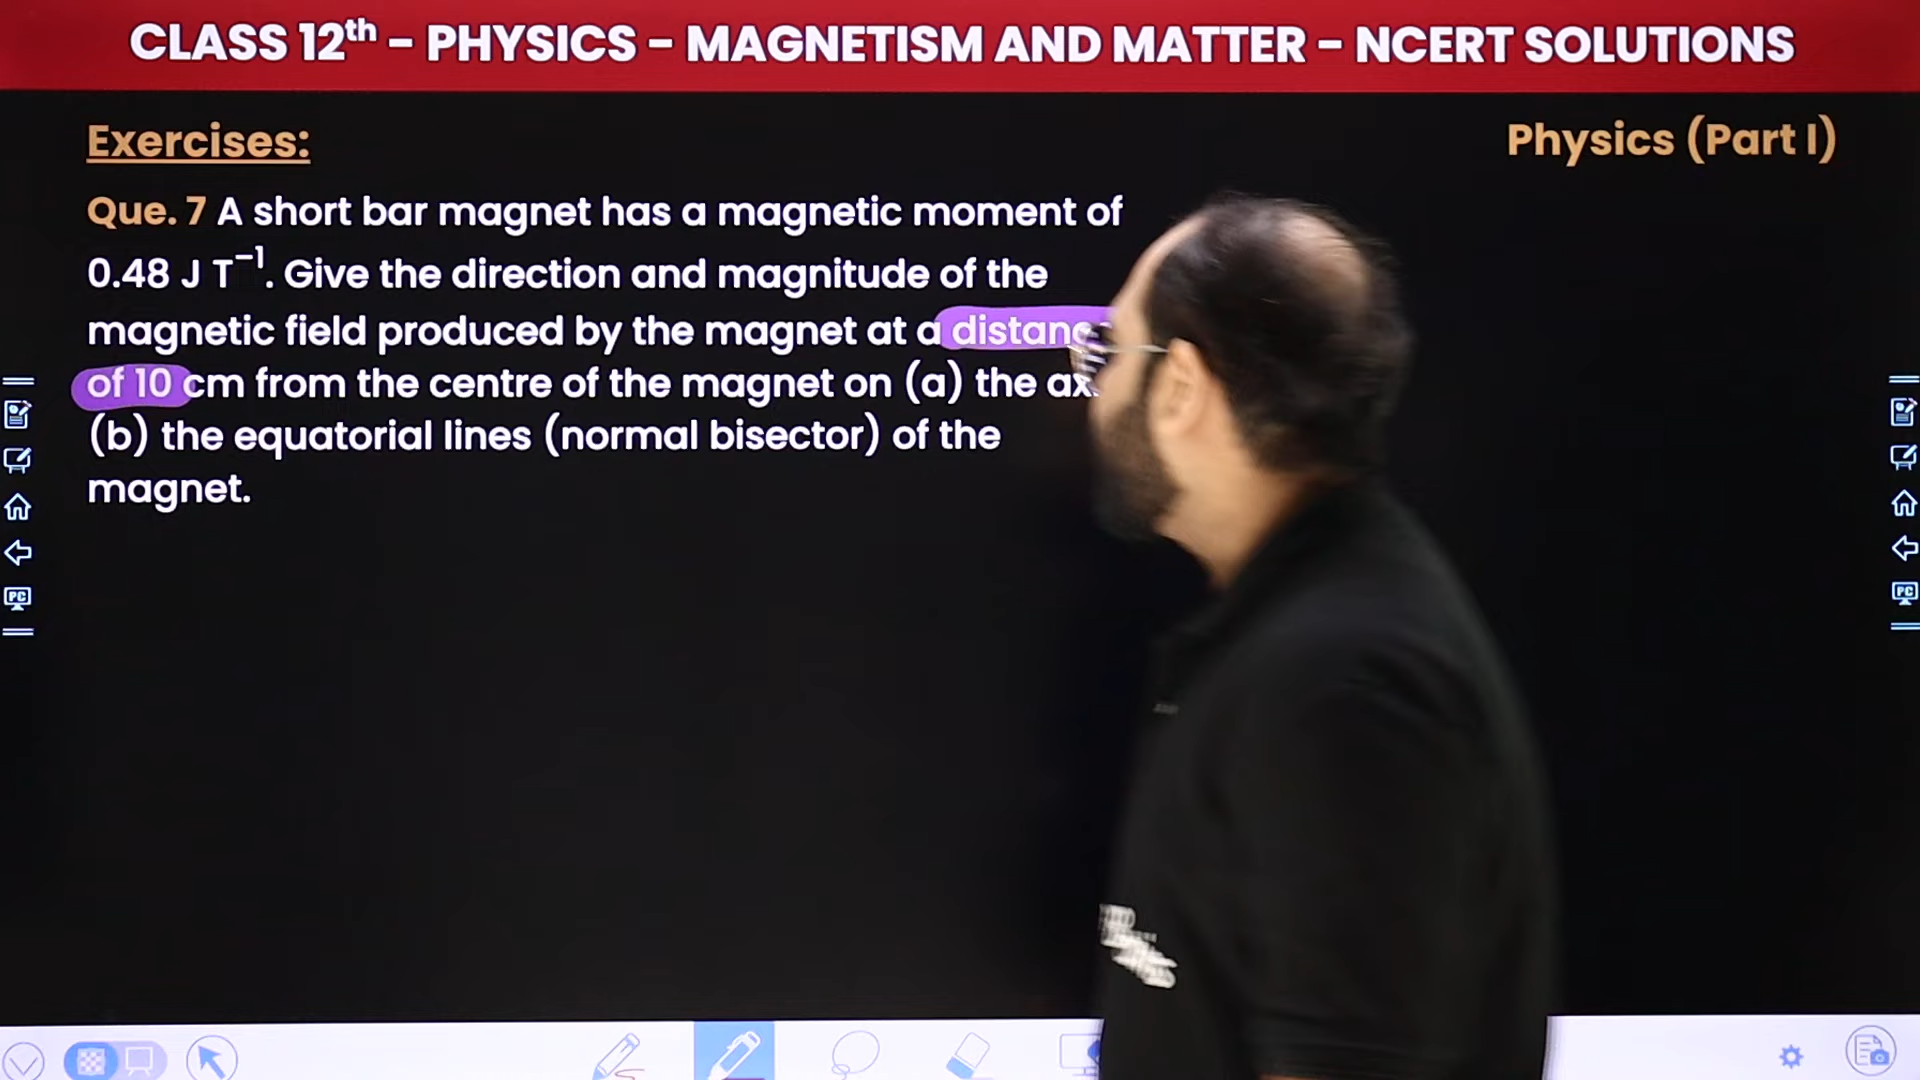 CLASS 12th – PHYSICS – MAGNETISM AND MATTER – NCERT SOLUTIONS
Exercises:
Physics (Part I)
Que. 7 A short bar magnet has a magnetic moment of
0.48 J T⁻¹. Give the direction and magnitude of the
magnetic field produced by the magnet at a
of 10 cm from the centre of the magnet on (a) the
(b) the equatorial lines (normal bisector) of the
magnet.
PC
PC